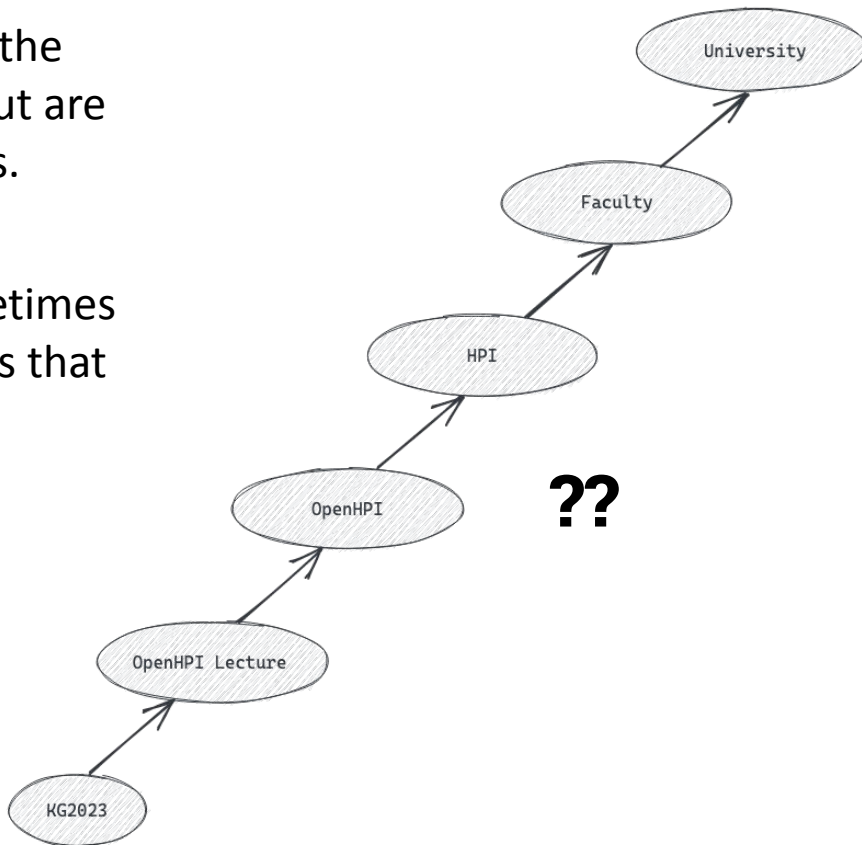 the
ut are
s.
etimes
s that
University
Faculty
HPI
OpenHPI
??
OpenHPI Lecture
KG2023